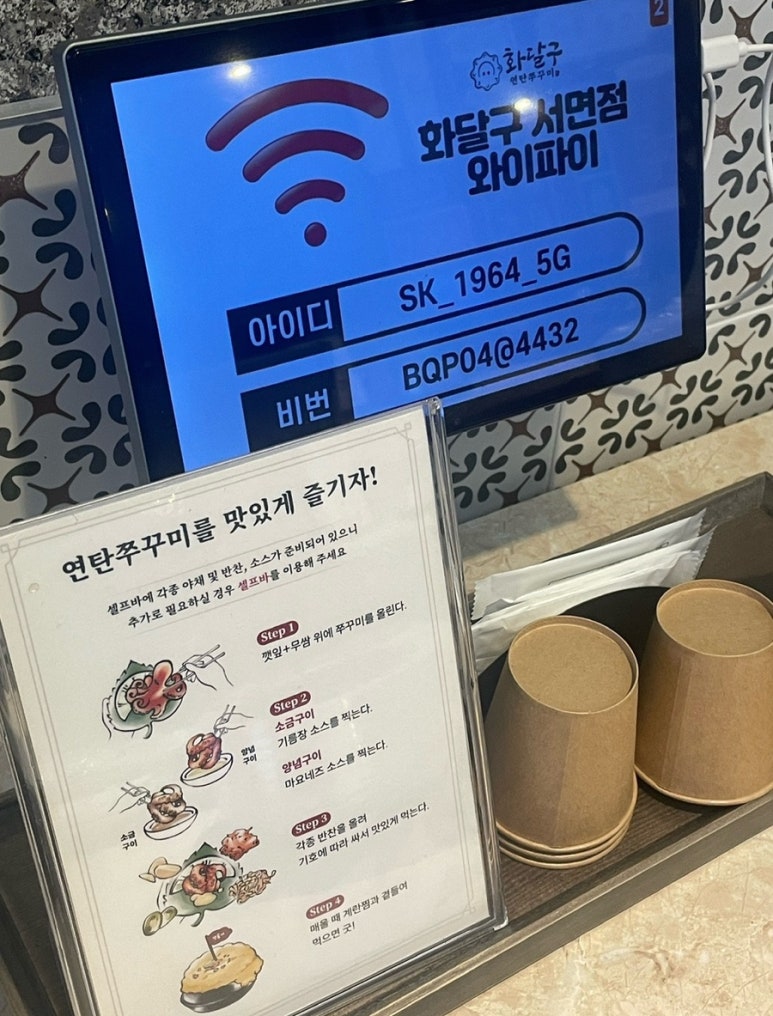 2
화달구
연탄쭈꾸미
화달구 서면점
와이파이
아이디 SK_1964_5G
비번 BQP04@4432
연탄쭈꾸미를 맛있게 즐기자!
셀프바에 각종 야채 및 반찬, 소스가 준비되어 있으니
추가로 필요하실 경우 셀프바를 이용해 주세요
Step 1
깻잎+무쌈 위에 쭈꾸미를 올린다.
Step 2
소금구이
기름장 소스를 찍는다.
양념구이
마요네즈 소스를 찍는다.
양념
구이
소금
구이
Step 3
각종 반찬을 올려
기호에 따라 싸서 맛있게 먹는다.
Step 4
매울 때 계란찜과 곁들여
먹으면 굿!